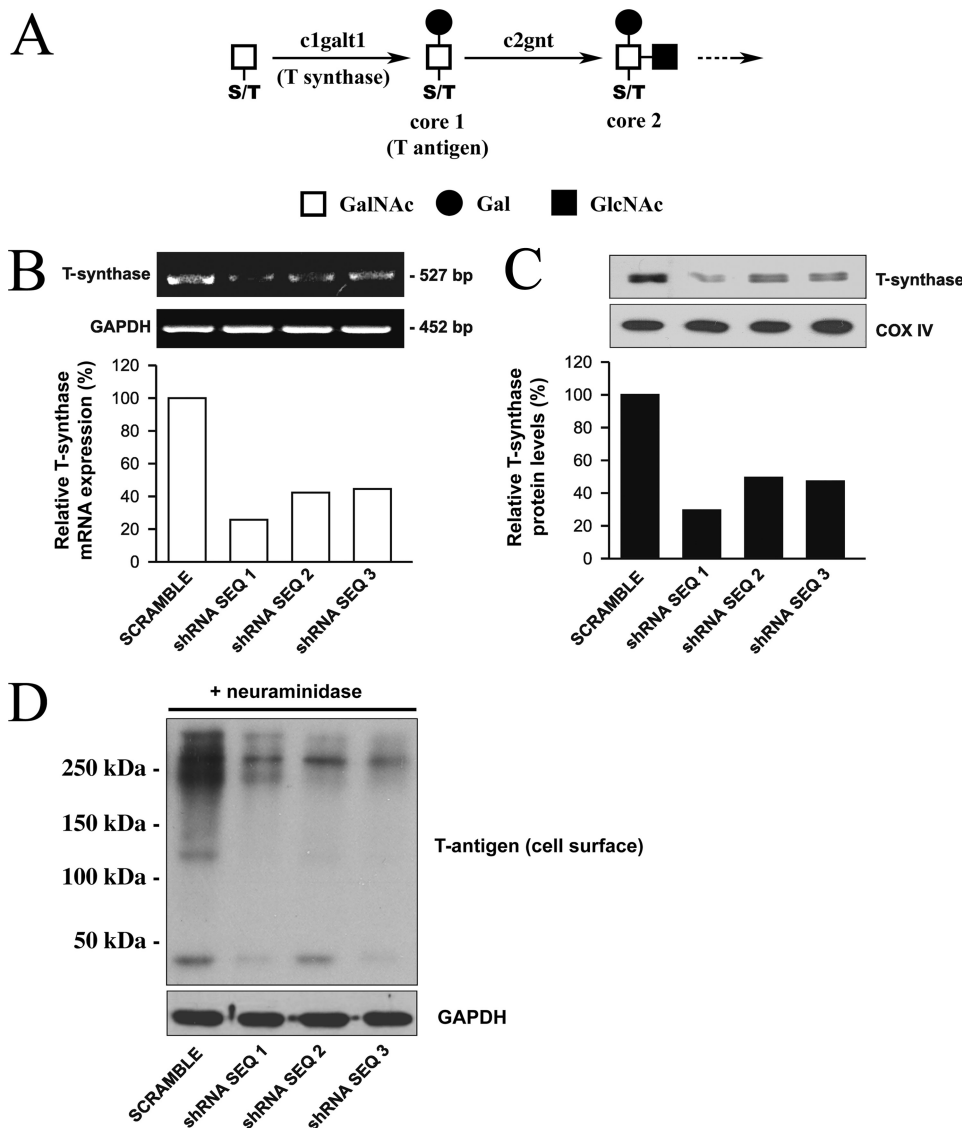 A
c1galt1
(T synthase)
c2gnt
S/T
S/T
S/T
core 1
(T antigen)
core 2
GalNAc
Gal
GlcNAc
B
T-synthase
- 527 bp
GAPDH
- 452 bp
Relative T-synthase
mRNA expression (%)
120
100
80
60
40
20
0
SCRAMBLE
shRNA SEQ 1
shRNA SEQ 2
shRNA SEQ 3
C
T-synthase
COX IV
Relative T-synthase
protein levels (%)
120
100
80
60
40
20
0
SCRAMBLE
shRNA SEQ 1
shRNA SEQ 2
shRNA SEQ 3
D
+ neuraminidase
250 kDa -
150 kDa -
100 kDa -
50 kDa -
T-antigen (cell surface)
GAPDH
SCRAMBLE
shRNA SEQ 1
shRNA SEQ 2
shRNA SEQ 3